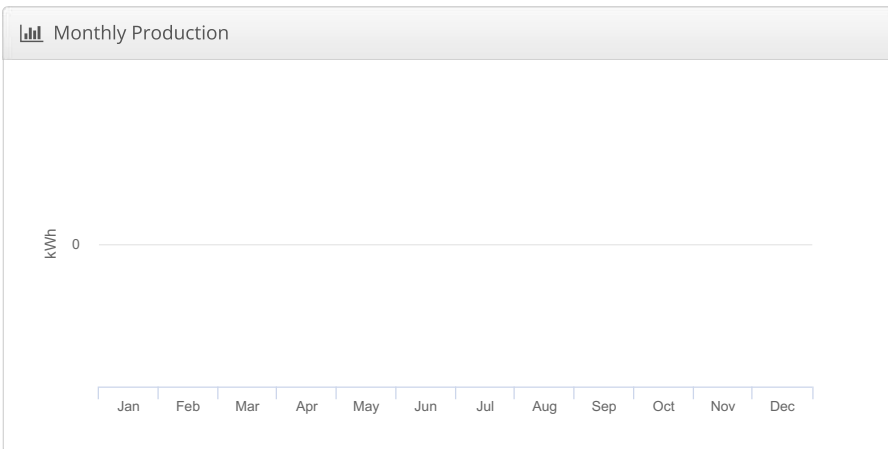 Monthly Production
kWh
0
Jan Feb Mar Apr May Jun Jul Aug Sep Oct Nov Dec